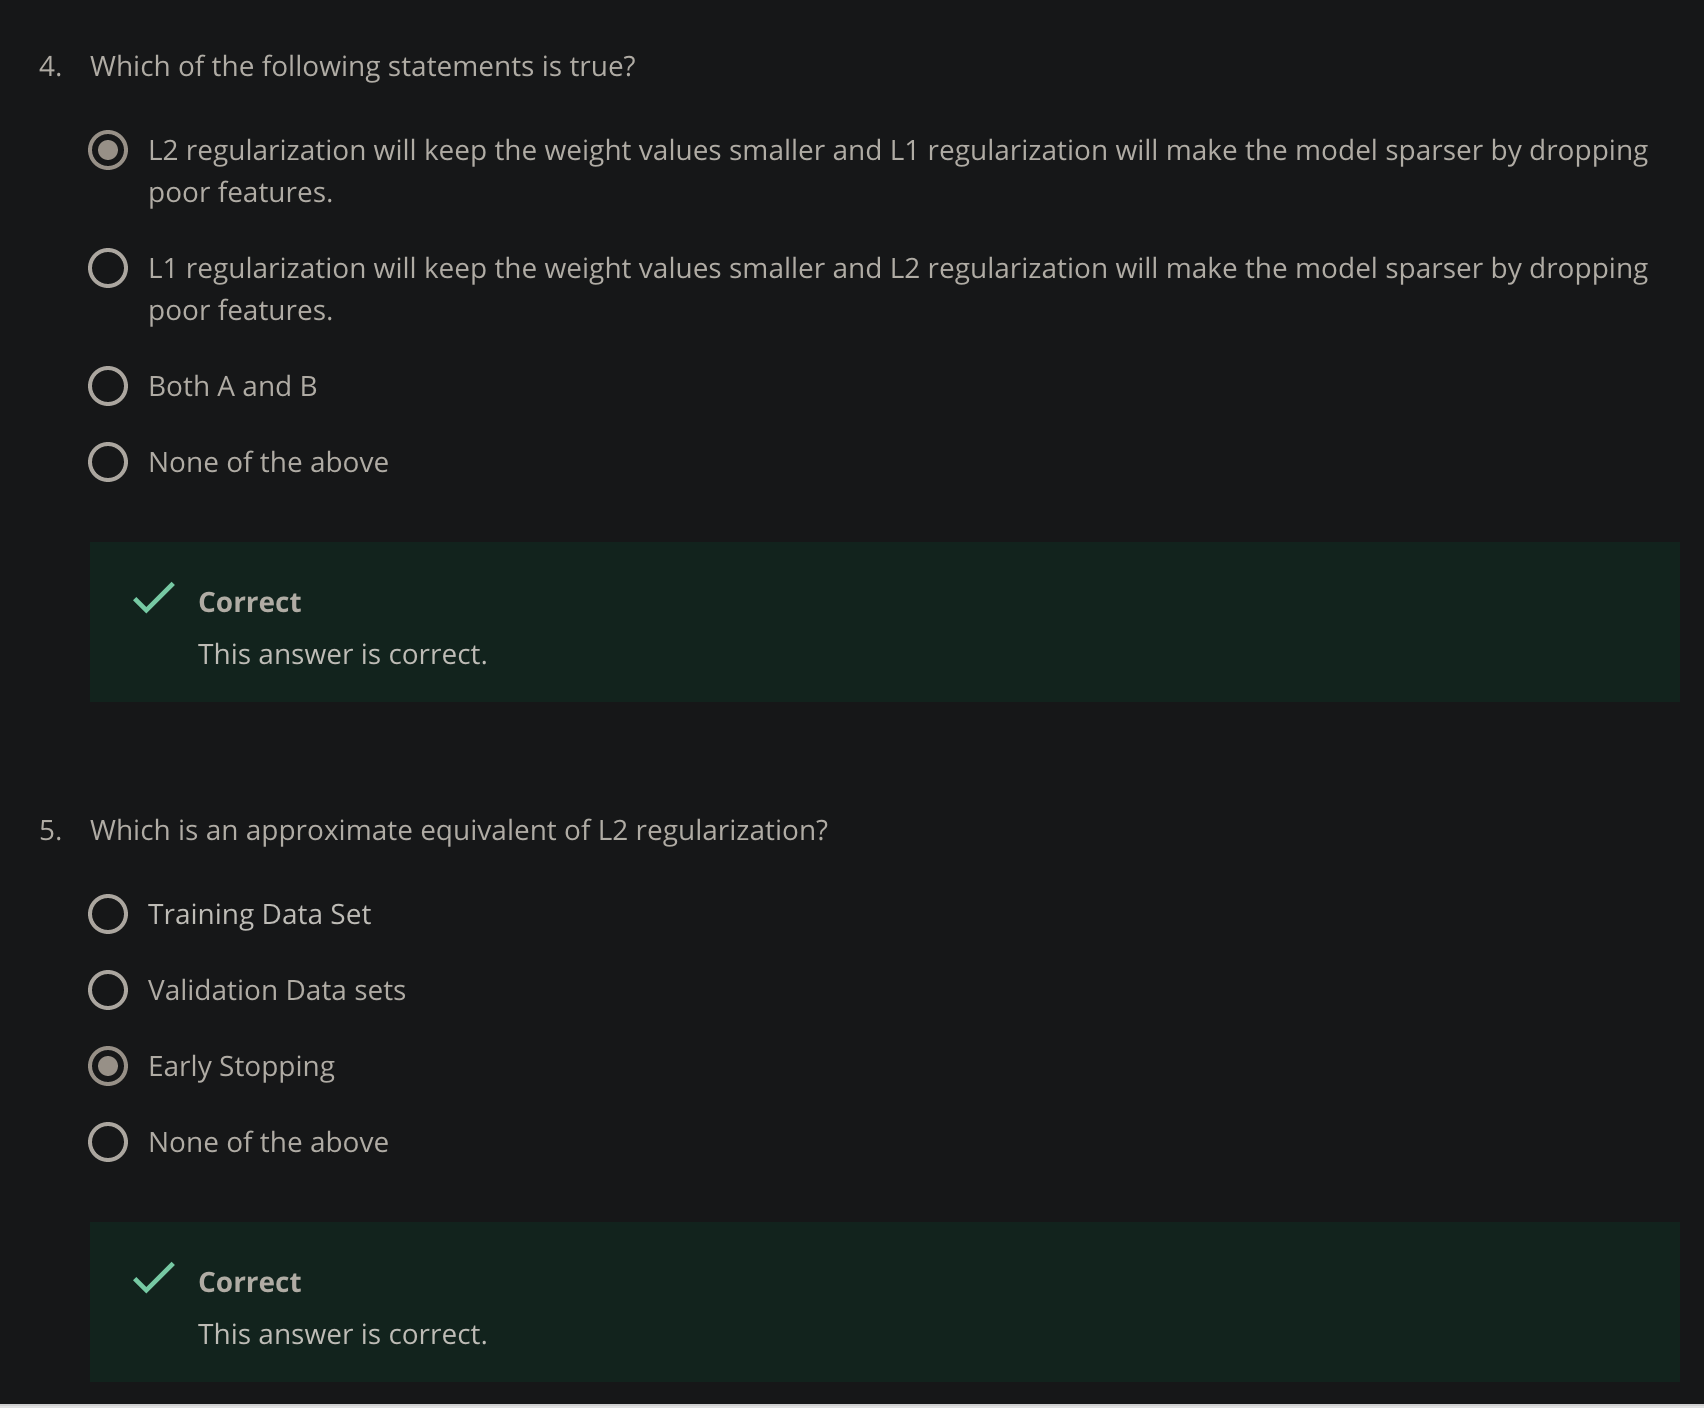 4. Which of the following statements is true?
L2 regularization will keep the weight values smaller and L1 regularization will make the model sparser by dropping
poor features.
L1 regularization will keep the weight values smaller and L2 regularization will make the model sparser by dropping
poor features.
Both A and B
None of the above
Correct
This answer is correct.
5. Which is an approximate equivalent of L2 regularization?
Training Data Set
Validation Data sets
Early Stopping
None of the above
Correct
This answer is correct.